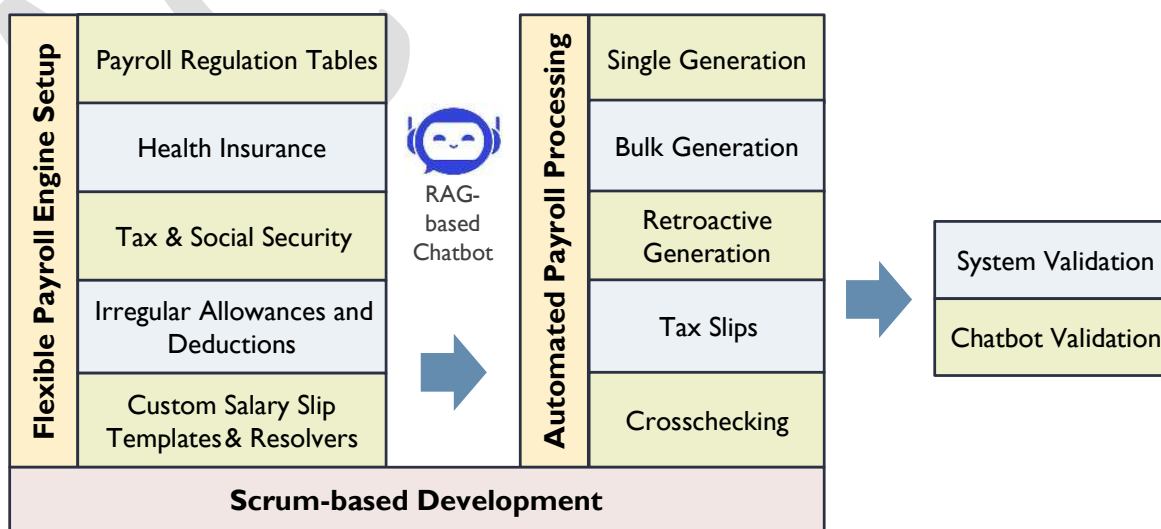 Flexible Payroll Engine Setup
Payroll Regulation Tables
Health Insurance
Tax & Social Security
Irregular Allowances and
Deductions
Custom Salary Slip
Templates & Resolvers
RAG-
based
Chatbot
Automated Payroll Processing
Single Generation
Bulk Generation
Retroactive
Generation
Tax Slips
Crosschecking
System Validation
Chatbot Validation
Scrum-based Development